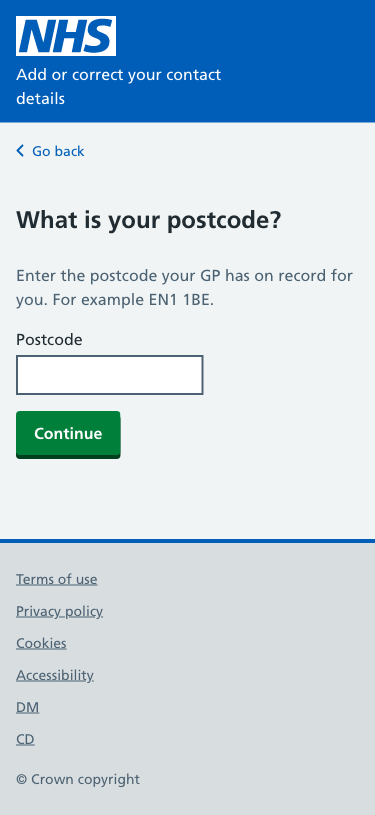 NHS
Add or correct your contact
details
Go back
What is your postcode?
Enter the postcode your GP has on record for
you. For example EN1 1BE.
Postcode
Continue
Terms of use
Privacy policy
Cookies
Accessibility
DM
CD
© Crown copyright